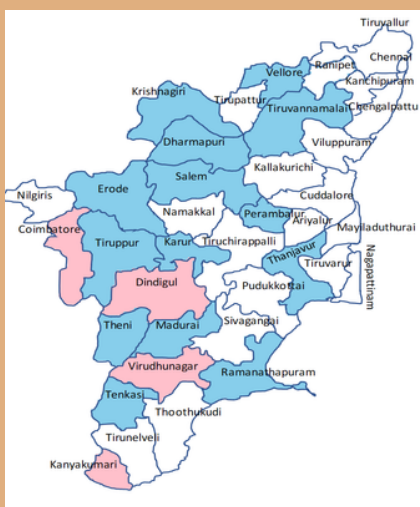 Tiruvallur
Chennai
Ranipet
Vellore
Kanchipuram
Krishnagiri
Tirupattur
Chengalpattu
Tiruvannamalai
Dharmapuri
Viluppuram
Kallakurichi
Salem
Erode
Nilgiris
Cuddalore
Namakkal
Perambalur
Ariyalur
Coimbatore
Mayiladuthurai
Tiruppur
Karur
Tiruchirappalli
Thanjavur
Tiruvarur
Nagapattinam
Dindigul
Pudukkottai
Theni
Madurai
Sivagangai
Virudhunagar
Ramanathapuram
Tenkasi
Thoothukudi
Tirunelveli
Kanyakumari